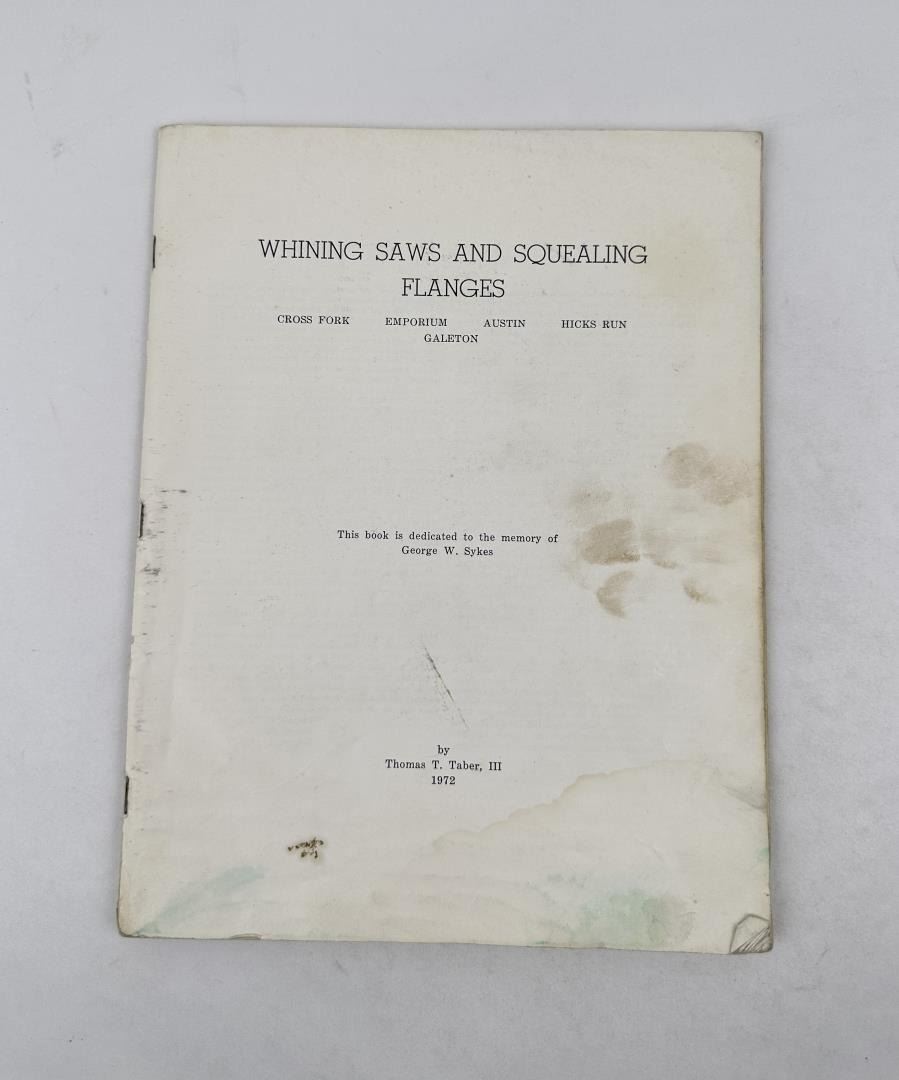 WHINING SAWS AND SQUEALING
FLANGES
CROSS FORK EMPORIUM AUSTIN HICKS RUN
GALETON
This book is dedicated to the memory of
George W. Sykes
by
Thomas T. Taber, III
1972